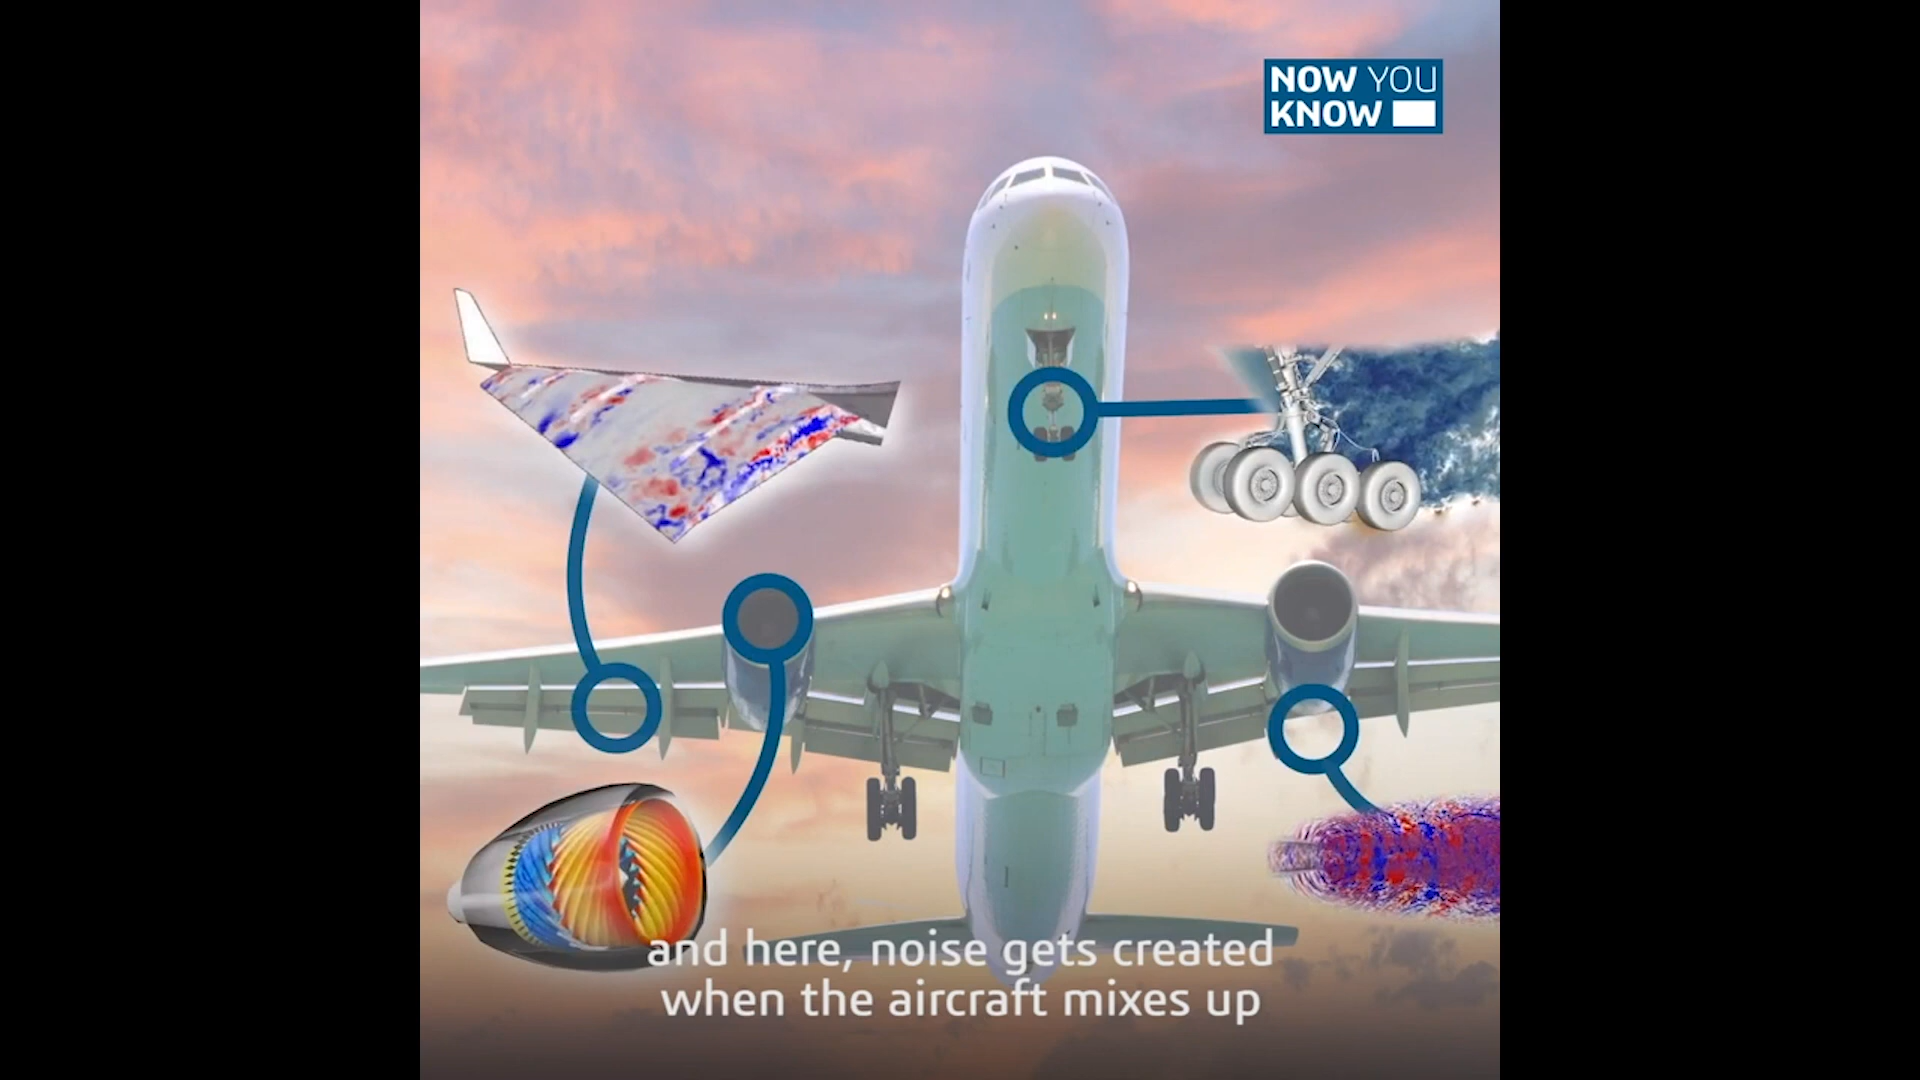 NOW YOU
KNOW
and here, noise gets created
when the aircraft mixes up